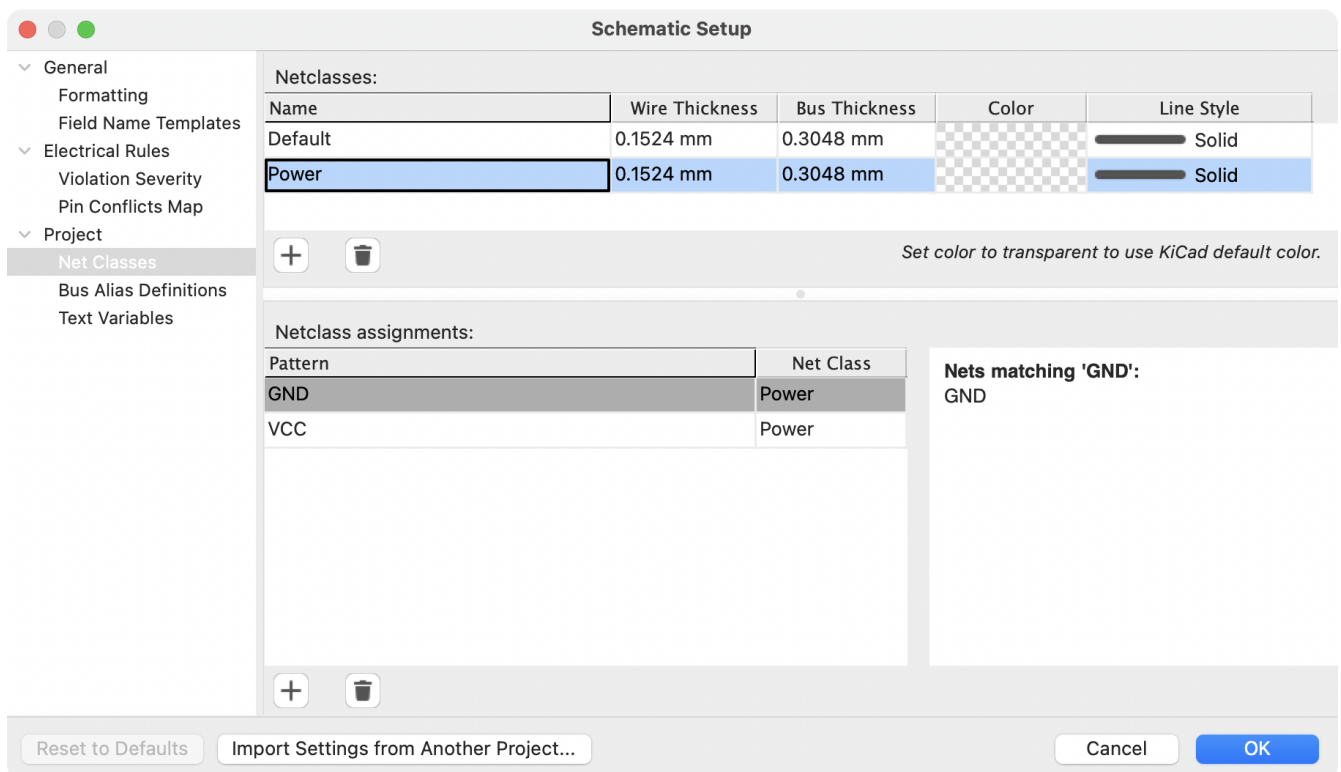 Schematic Setup
General
Formatting
Field Name Templates
Electrical Rules
Violation Severity
Pin Conflicts Map
Project
Net Classes
Bus Alias Definitions
Text Variables
Netclasses:
Name Wire Thickness Bus Thickness Color Line Style
Default 0.1524 mm 0.3048 mm Solid
Power 0.1524 mm 0.3048 mm Solid
Set color to transparent to use KiCad default color.
Netclass assignments:
Pattern Net Class
GND Power
VCC Power
Nets matching 'GND':
GND
Reset to Defaults Import Settings from Another Project... Cancel OK